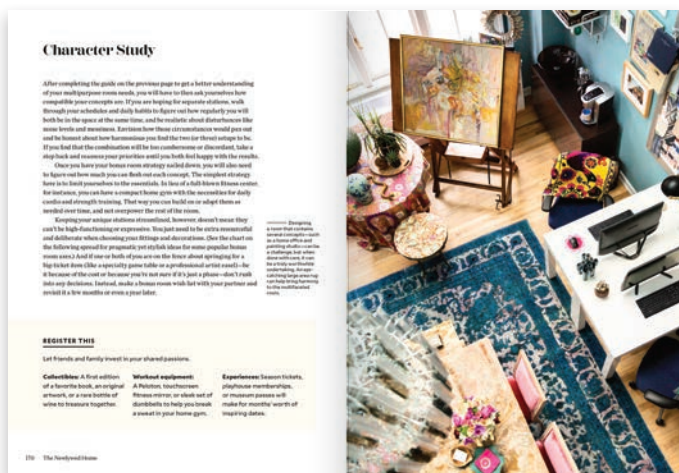 Character Study
After completing the guide on the previous page to get a better understanding
of your multipurpose room needs, you will have to then ask yourselves how
compatible your concepts are. If you are hoping for separate stations, walk
through your schedules and daily habits to figure out how regularly you will
both be in the space at the same time, and be realistic about disturbances like
noise levels and messiness. Envision how those circumstances would pan out
and be honest about how harmonious you find the two (or three) setups to be.
If you find that the combination will be too cumbersome or discordant, take a
step back and reassess your priorities until you both feel happy with the results.
Once you have your bonus room strategy nailed down, you will also need
to figure out how much you can flesh out each concept. The simplest strategy
here is to limit yourselves to the essentials. In lieu of a full-blown fitness center,
for instance, you can have a compact home gym with the necessities for daily
cardio and strength training. That way you can build on or adapt them as
needed over time, and not overpower the rest of the room.
Keeping your unique stations streamlined, however, doesn't mean they
can't be high-functioning or expressive. You just need to be extra resourceful
and deliberate when choosing your fittings and decorations. (See the chart on
the following spread for pragmatic yet stylish ideas for some popular bonus
room uses.) And if one or both of you are on the fence about springing for a
big-ticket item (like a specialty game table or a professional artist easel)—be
it because of the cost or because you're not sure if it's just a phase—don't rush
into any decisions. Instead, make a bonus room wish list with your partner and
revisit it a few months or even a year later.
Designing
a room that contains
several concepts—such
as a home office and
painting studio—can be
a challenge, but when
done with care, it can
be a truly worthwhile
undertaking. An eye-
catching large area rug
can help bring harmony
to the multifaceted
room.
REGISTER THIS
Let friends and family invest in your shared passions.
Collectibles: A first edition
of a favorite book, an original
artwork, or a rare bottle of
wine to treasure together.
Workout equipment:
A Peloton, touchscreen
fitness mirror, or sleek set of
dumbbells to help you break
a sweat in your home gym.
Experiences: Season tickets,
playhouse memberships,
or museum passes will
make for months' worth of
inspiring dates.
170 The Newlywed Home